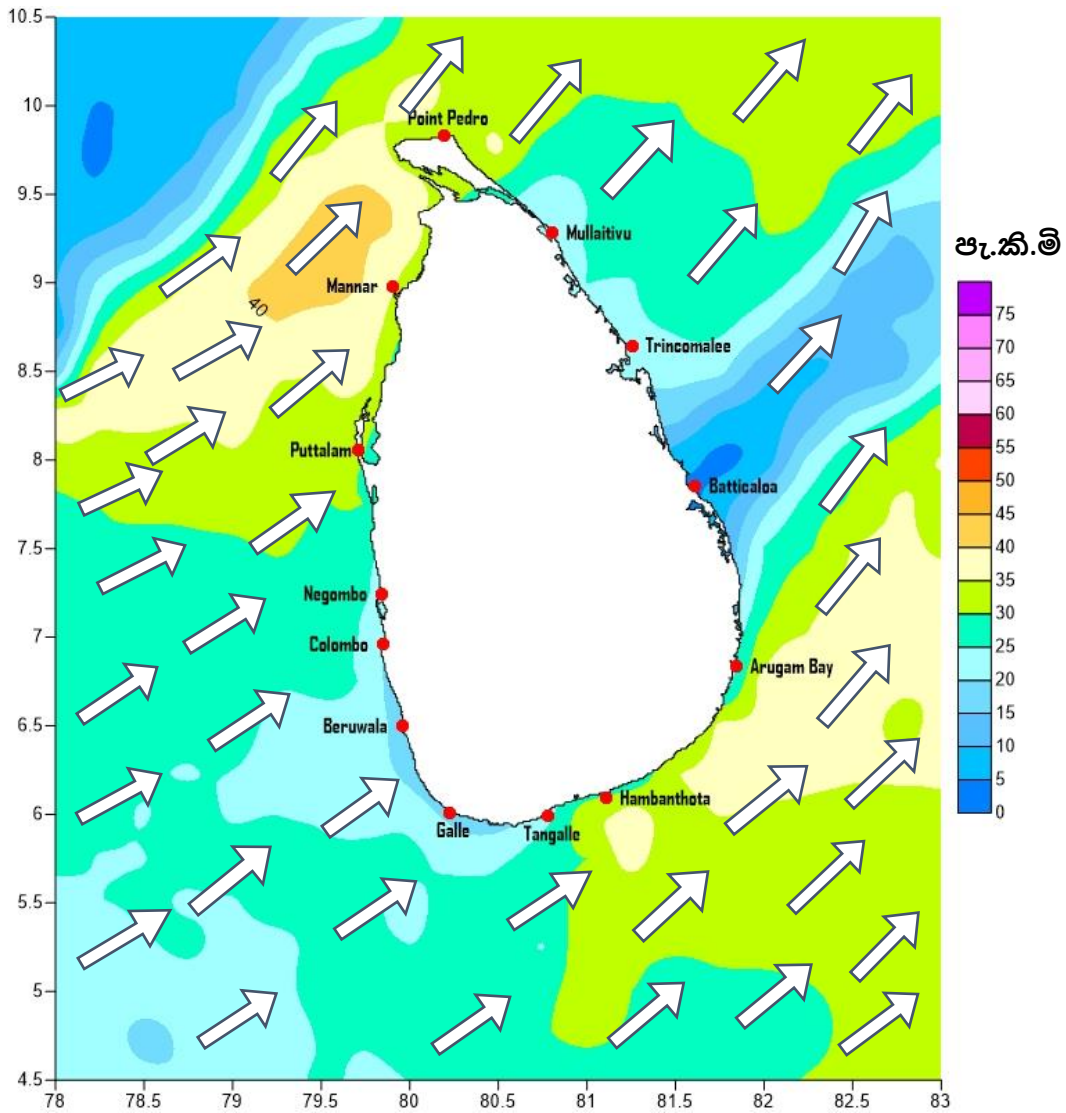 10.5
10
Point Pedro
9.5
Mullaitivu
පැ.කි.මි
9
Mannar
75
40
70
Trincomalee
8.5
65
60
55
8
Puttalam
50
Batticaloa
45
40
7.5
35
Negombo
30
7
Colombo
25
Arugam Bay
20
6.5
Beruwala
15
10
5
6
Hambanthota
0
Galle
Tangalle
5.5
5
4.5
78 78.5 79 79.5 80 80.5 81 81.5 82 82.5 83